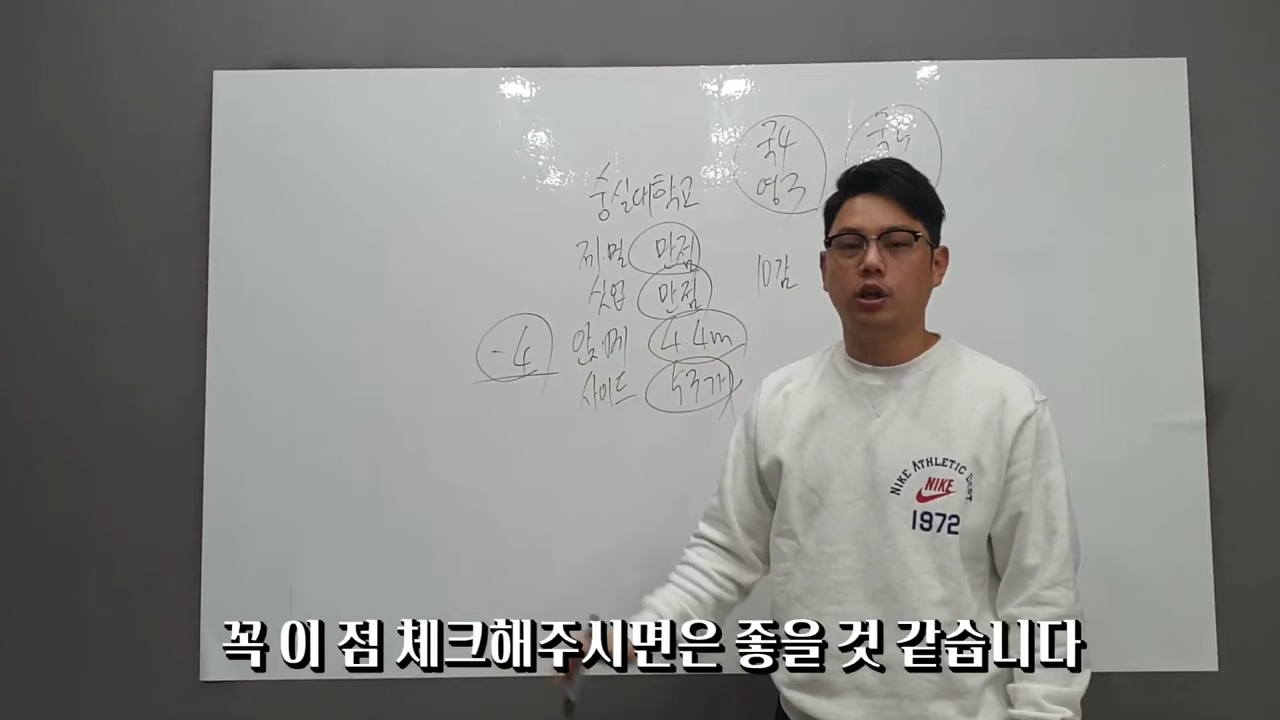 국4
영3
국
숭실대학교
제.멀 만점
싯업 만점
10감
-4
앉.메 4.4m
사이드 53개
NIKE ATHLETIC DEPT
NIKE
1972
꼭 이 점 체크해주시면은 좋을 것 같습니다